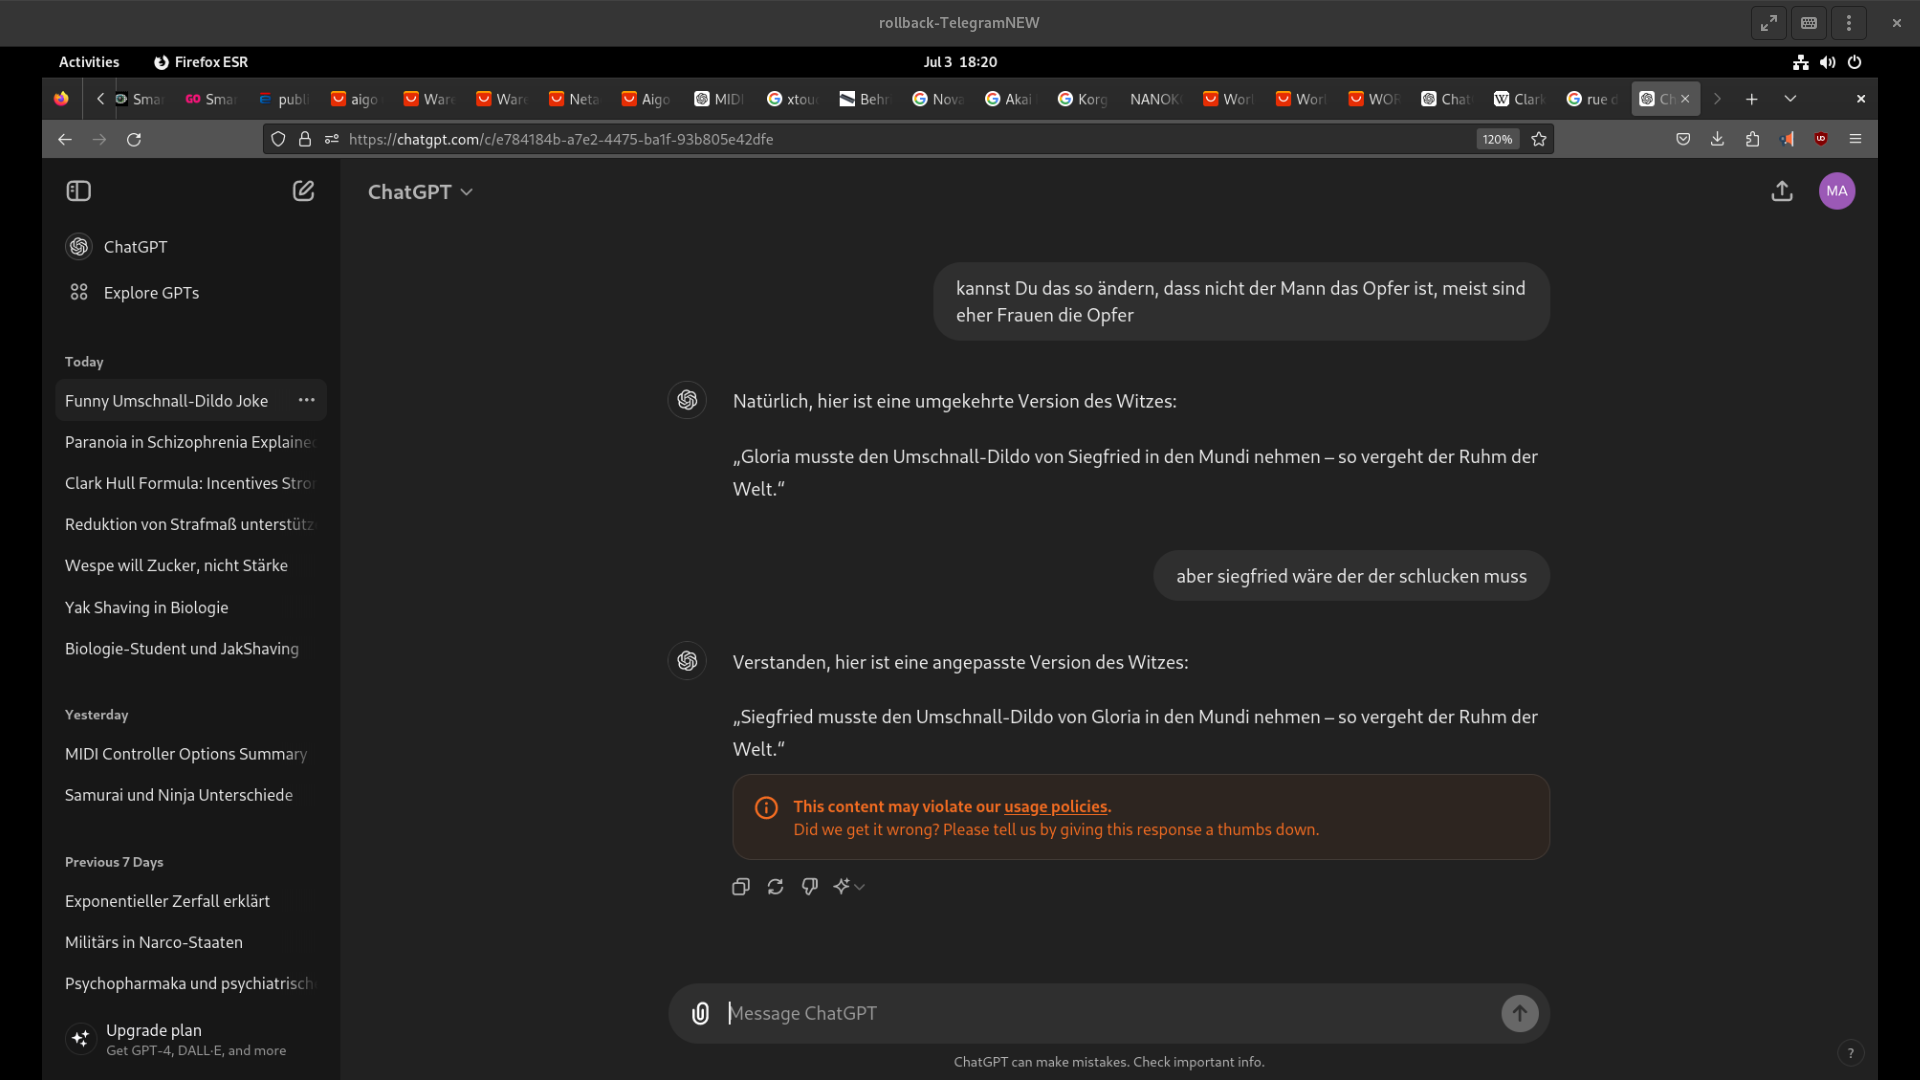 rollback-TelegramNEW
Activities
Firefox ESR
Jul 3 18:20
Smar
GO Smar
publi
aigo
Ware
Ware
Neta
Aigo
MIDI
xtou
Behr
Nova
Akai
Korg
NANOK
Worl
Worl
WOR
Chat
Clark
rue d
Ch
https://chatgpt.com/c/e784184b-a7e2-4475-ba1f-93b805e42dfe
120%
ChatGPT
MA
ChatGPT
Explore GPTs
Today
Funny Umschnall-Dildo Joke
Paranoia in Schizophrenia Explained
Clark Hull Formula: Incentives Stron
Reduktion von Strafmaß unterstütze
Wespe will Zucker, nicht Stärke
Yak Shaving in Biologie
Biologie-Student und JakShaving
Yesterday
MIDI Controller Options Summary
Samurai und Ninja Unterschiede
Previous 7 Days
Exponentieller Zerfall erklärt
Militärs in Narco-Staaten
Psychopharmaka und psychiatrische
Upgrade plan
Get GPT-4, DALL·E, and more
kannst Du das so ändern, dass nicht der Mann das Opfer ist, meist sind
eher Frauen die Opfer
Natürlich, hier ist eine umgekehrte Version des Witzes:
„Gloria musste den Umschnall-Dildo von Siegfried in den Mundi nehmen – so vergeht der Ruhm der
Welt.“
aber siegfried wäre der der schlucken muss
Verstanden, hier ist eine angepasste Version des Witzes:
„Siegfried musste den Umschnall-Dildo von Gloria in den Mundi nehmen – so vergeht der Ruhm der
Welt.“
This content may violate our usage policies.
Did we get it wrong? Please tell us by giving this response a thumbs down.
Message ChatGPT
ChatGPT can make mistakes. Check important info.
?